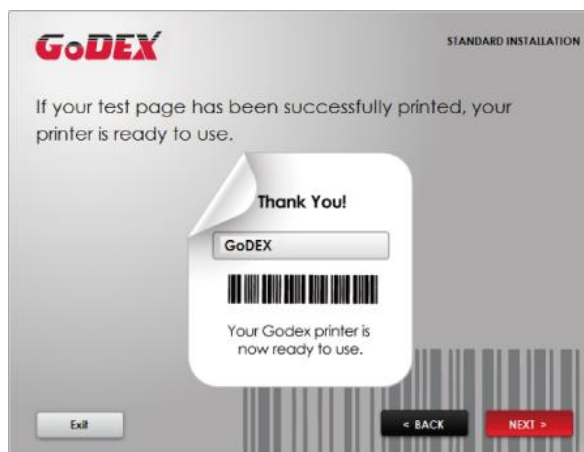 GoDEX
STANDARD INSTALLATION
If your test page has been successfully printed, your
printer is ready to use.
Thank You!
GoDEX
Your Godex printer is
now ready to use.
Exit
< BACK
NEXT >